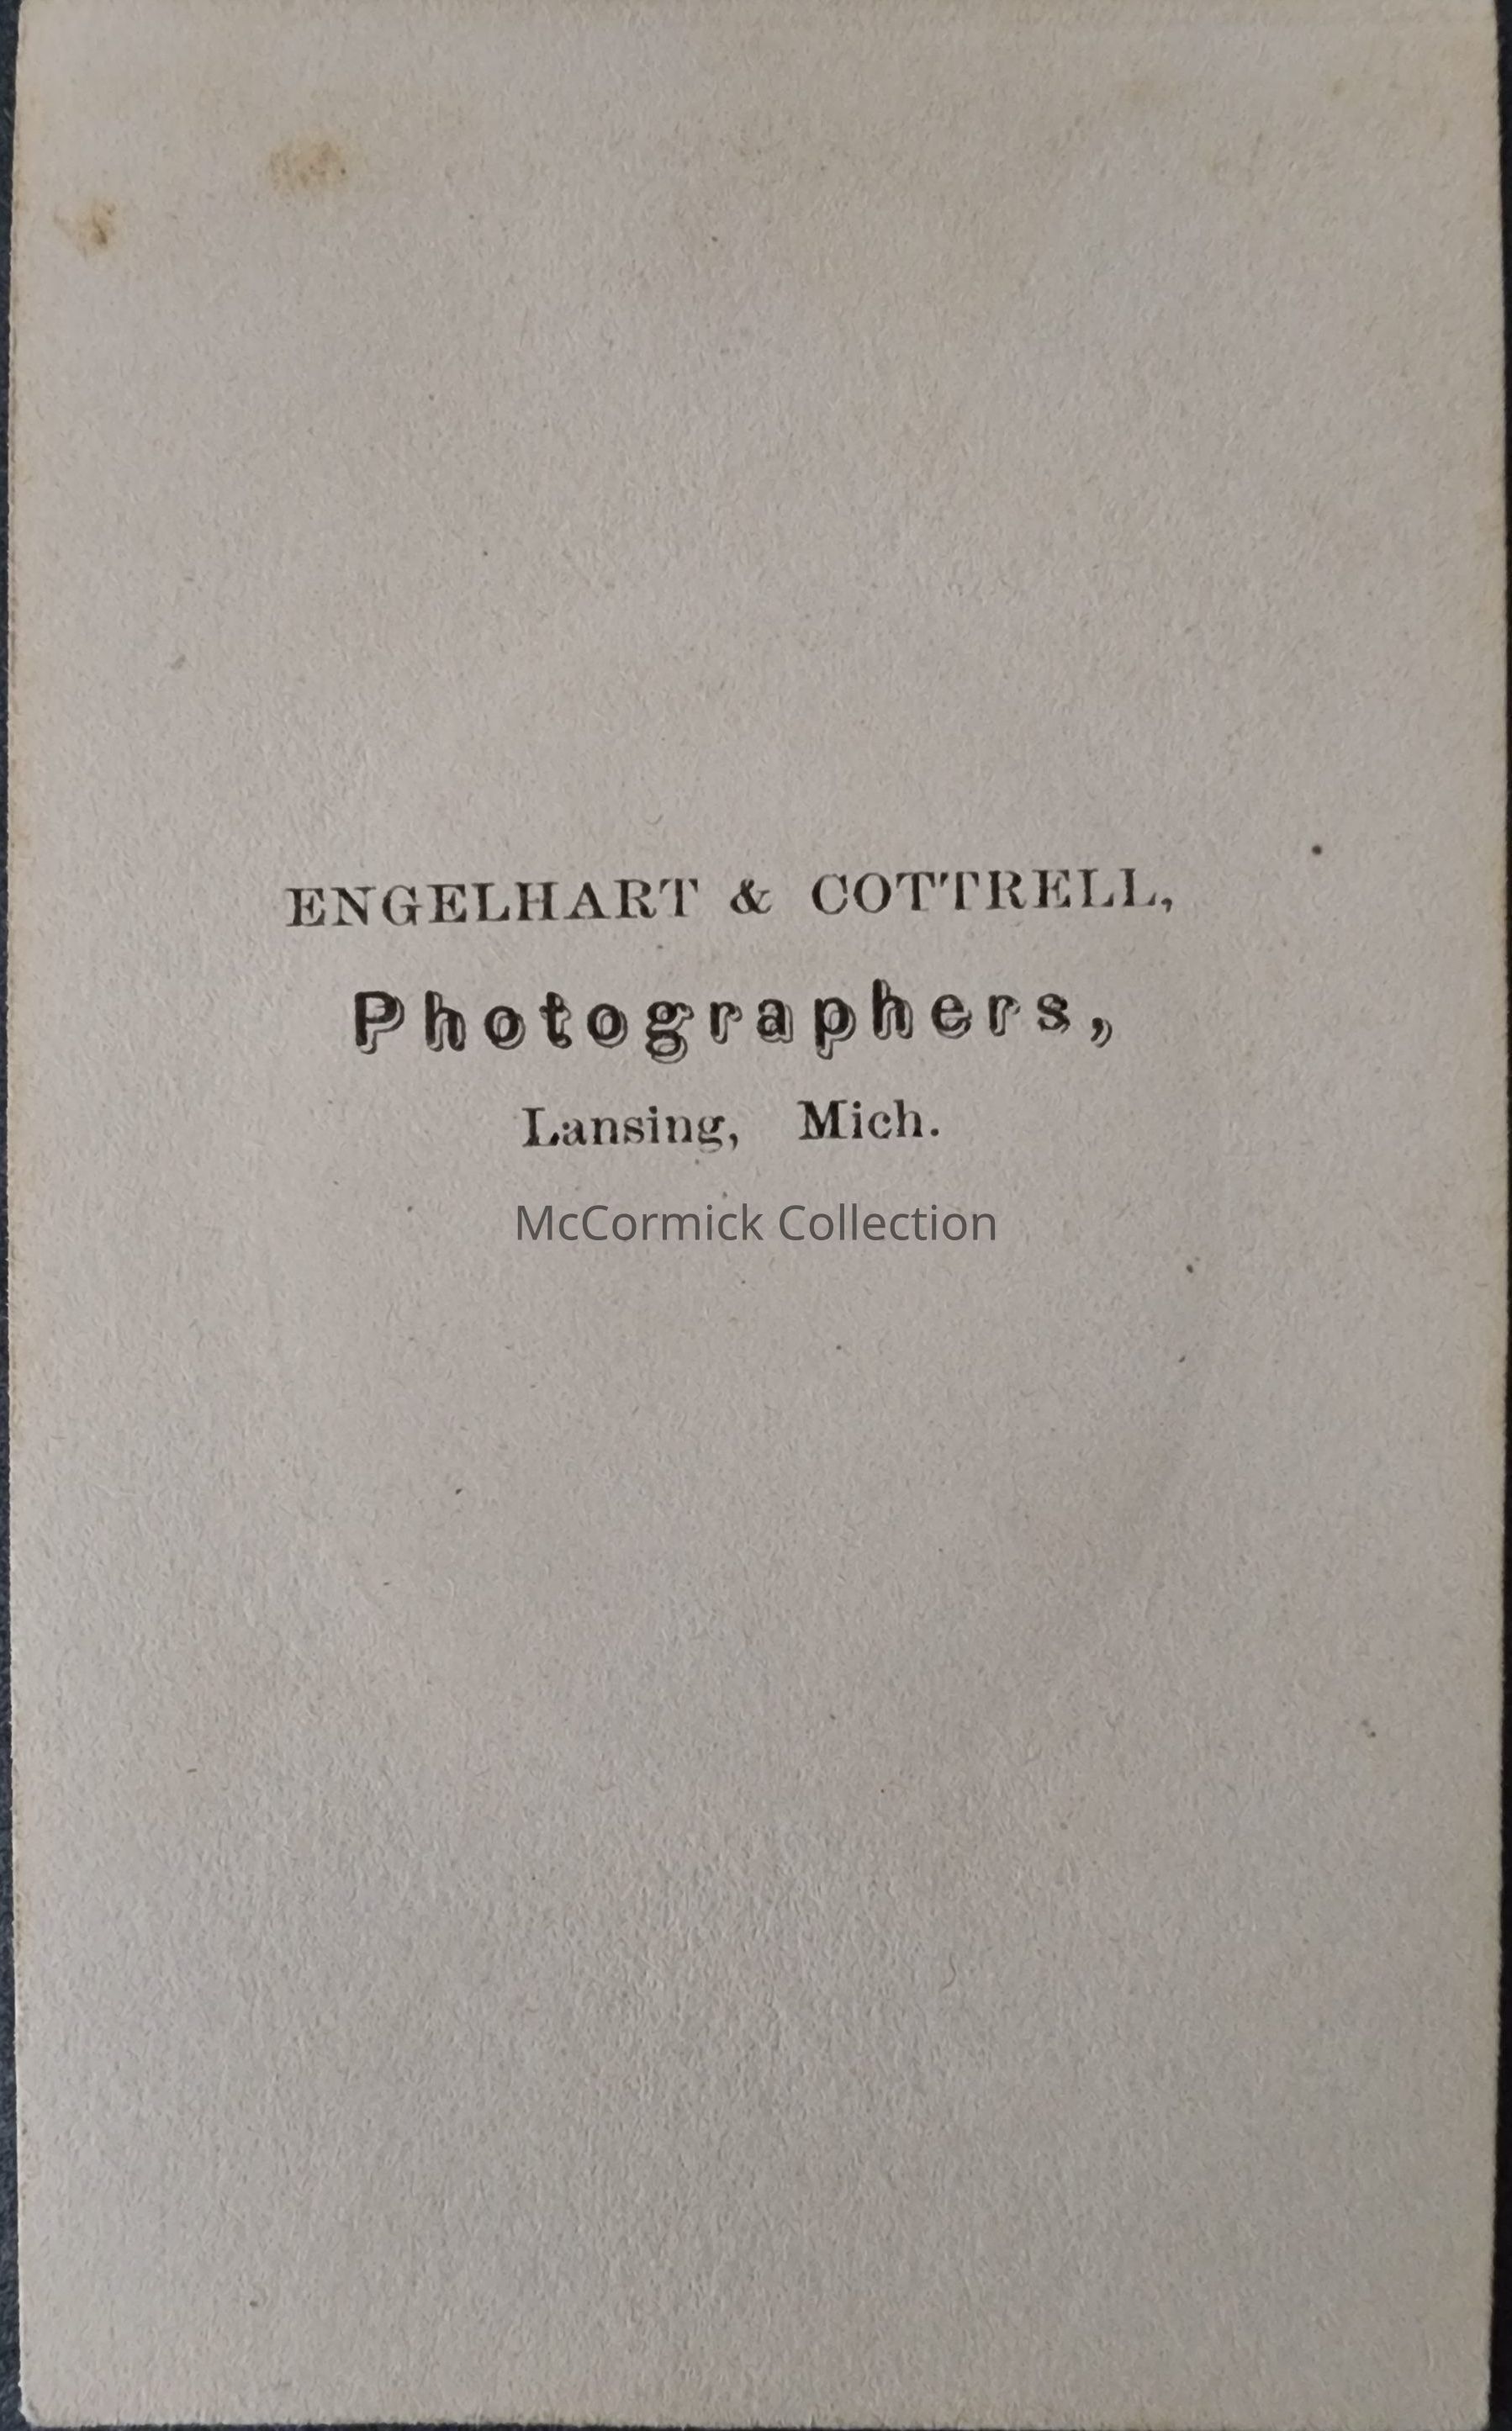 ENGELHART & COTTRELL,
Photographers,
Lansing, Mich.
McCormick Collection